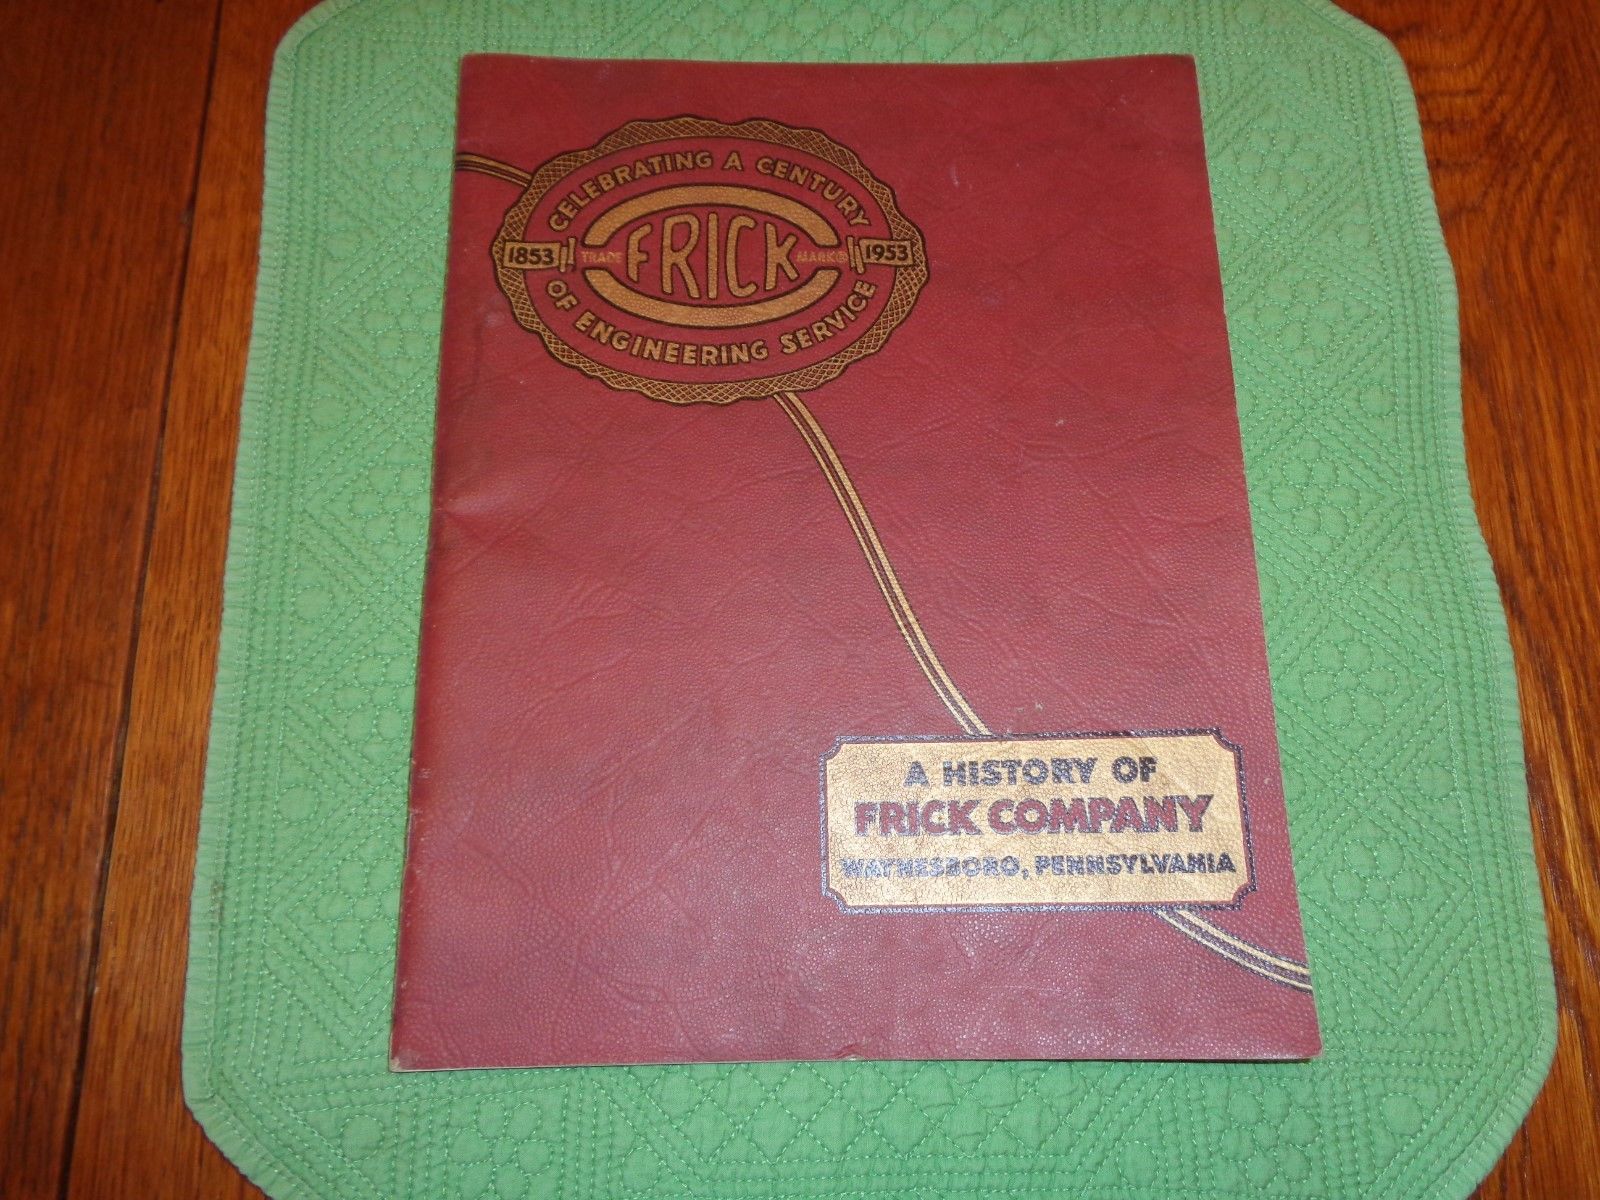 CELEBRATING A CENTURY
1853 TRADE FRICK MARK® 1953
OF ENGINEERING SERVICE
A HISTORY OF
FRICK COMPANY
WAYNESBORO, PENNSYLVANIA